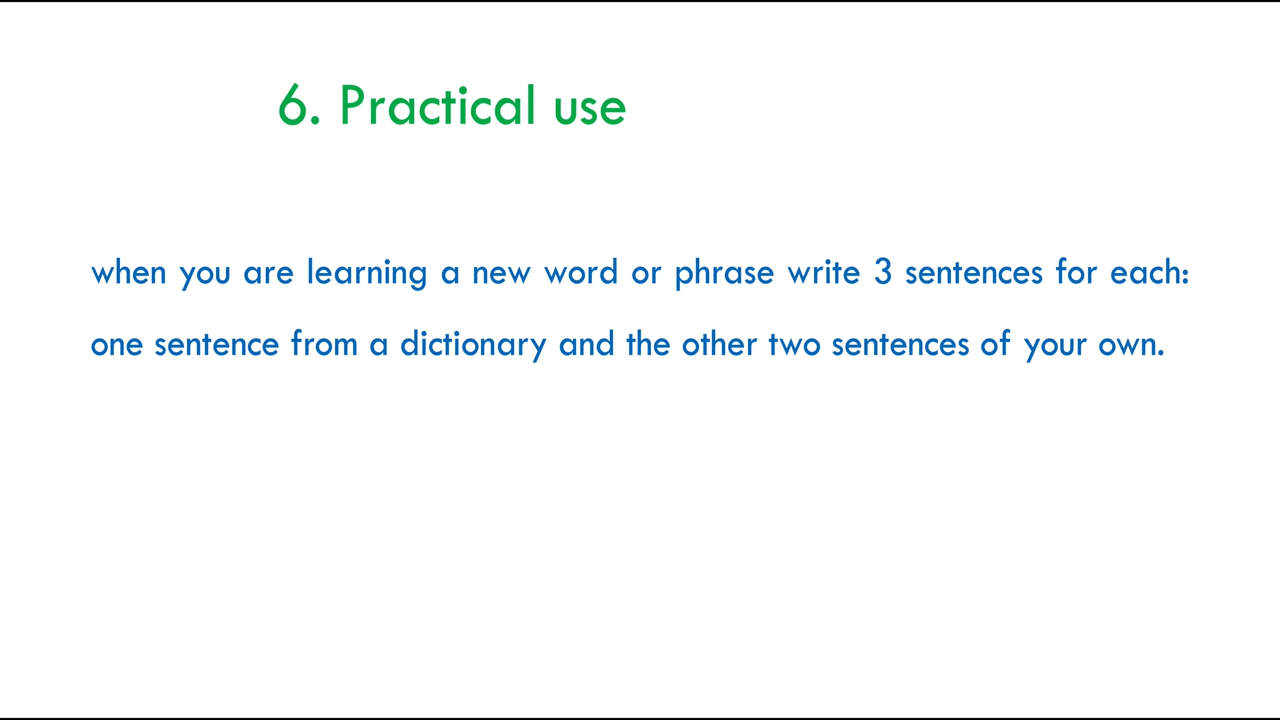 6. Practical use
when you are learning a new word or phrase write 3 sentences for each:
one sentence from a dictionary and the other two sentences of your own.